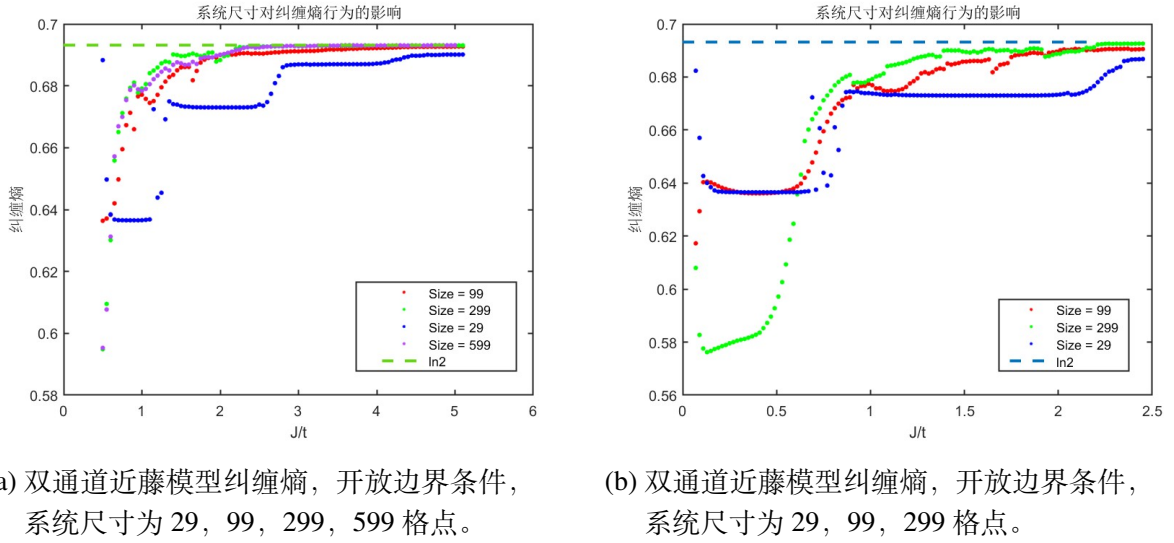 系统尺寸对纠缠熵行为的影响
0.7
0.68
0.66
0.64
0.62
0.6
0.58
纠缠熵
0
1
2
3
4
5
6
J/t
Size = 99
Size = 299
Size = 29
Size = 599
ln2
系统尺寸对纠缠熵行为的影响
0.7
0.68
0.66
0.64
0.62
0.6
0.58
0.56
纠缠熵
0
0.5
1
1.5
2
2.5
J/t
Size = 99
Size = 299
Size = 29
ln2
a) 双通道近藤模型纠缠熵，开放边界条件，
系统尺寸为 29，99，299，599 格点。
(b) 双通道近藤模型纠缠熵，开放边界条件，
系统尺寸为 29，99，299 格点。